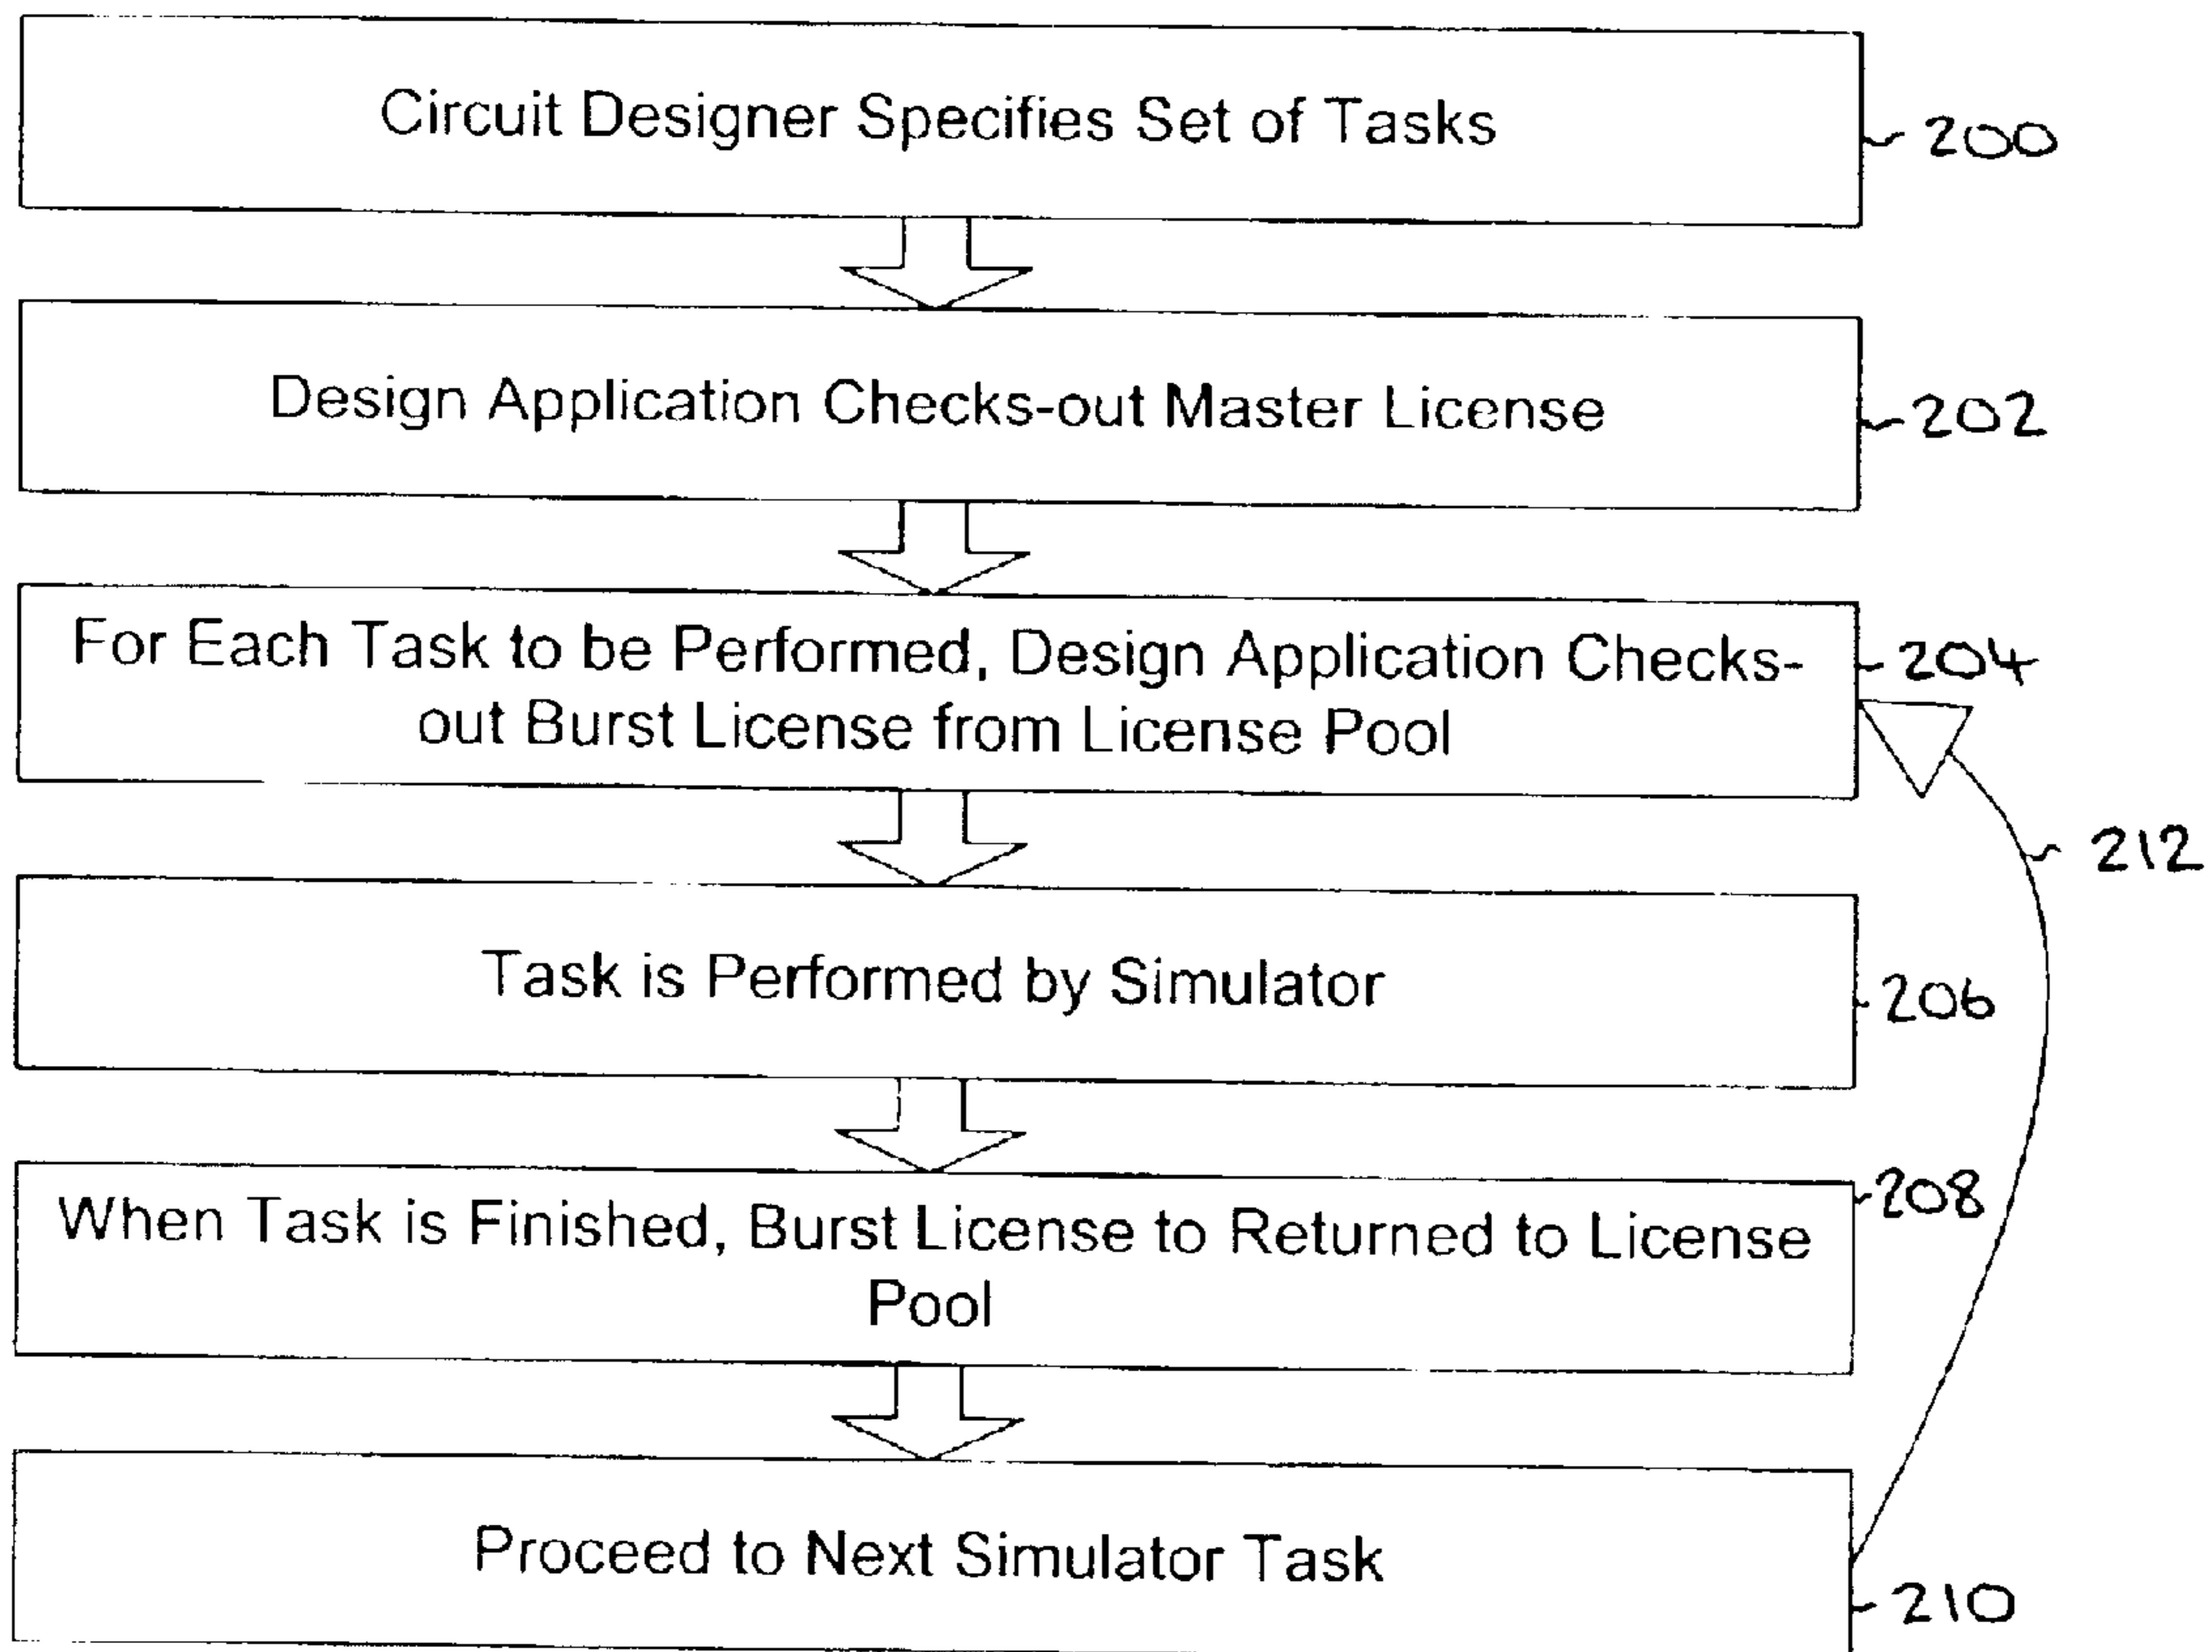 Circuit Designer Specifies Set of Tasks
200
Design Application Checks-out Master License
202
For Each Task to be Performed, Design Application Checks-
out Burst License from License Pool
204
212
Task is Performed by Simulator
206
When Task is Finished, Burst License to Returned to License
Pool
208
Proceed to Next Simulator Task
210